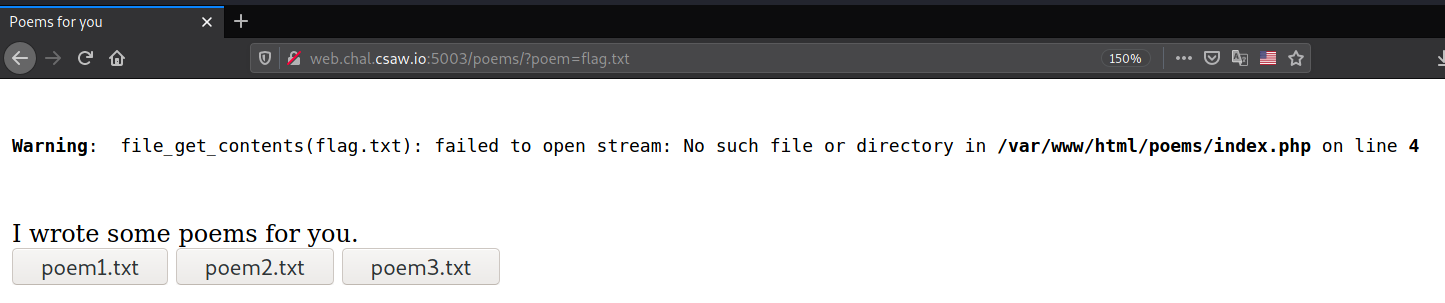 Poems for you
web.chal.csaw.io:5003/poems/?poem=flag.txt 150%
Warning:  file_get_contents(flag.txt): failed to open stream: No such file or directory in /var/www/html/poems/index.php on line 4
I wrote some poems for you.
poem1.txt poem2.txt poem3.txt